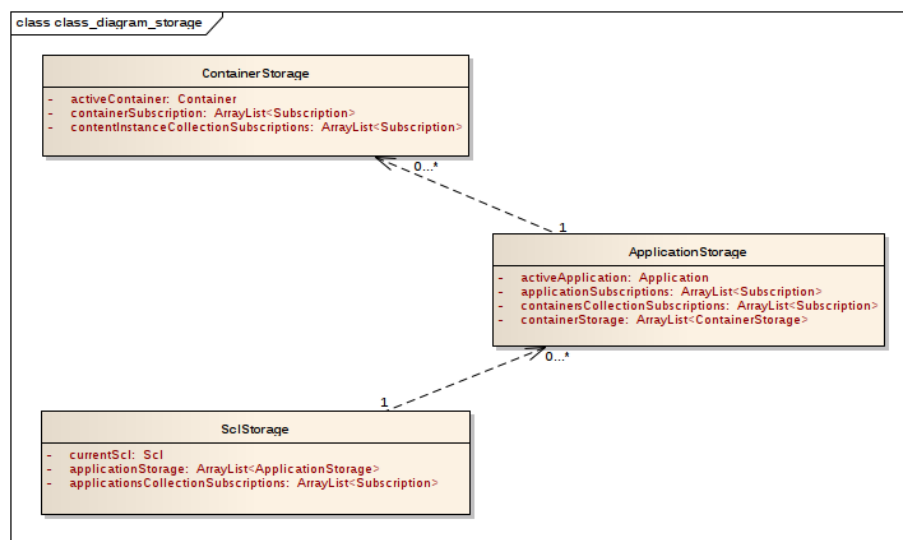 class class_diagram_storage
ContainerStorage
- activeContainer: Container
- containerSubscription: ArrayList<Subscription>
- contentInstanceCollectionSubscriptions: ArrayList<Subscription>
0...*
1
ApplicationStorage
- activeApplication: Application
- applicationSubscriptions: ArrayList<Subscription>
- containersCollectionSubscriptions: ArrayList<Subscription>
- containerStorage: ArrayList<ContainerStorage>
0...*
1
SclStorage
- currentScl: Scl
- applicationStorage: ArrayList<ApplicationStorage>
- applicationsCollectionSubscriptions: ArrayList<Subscription>